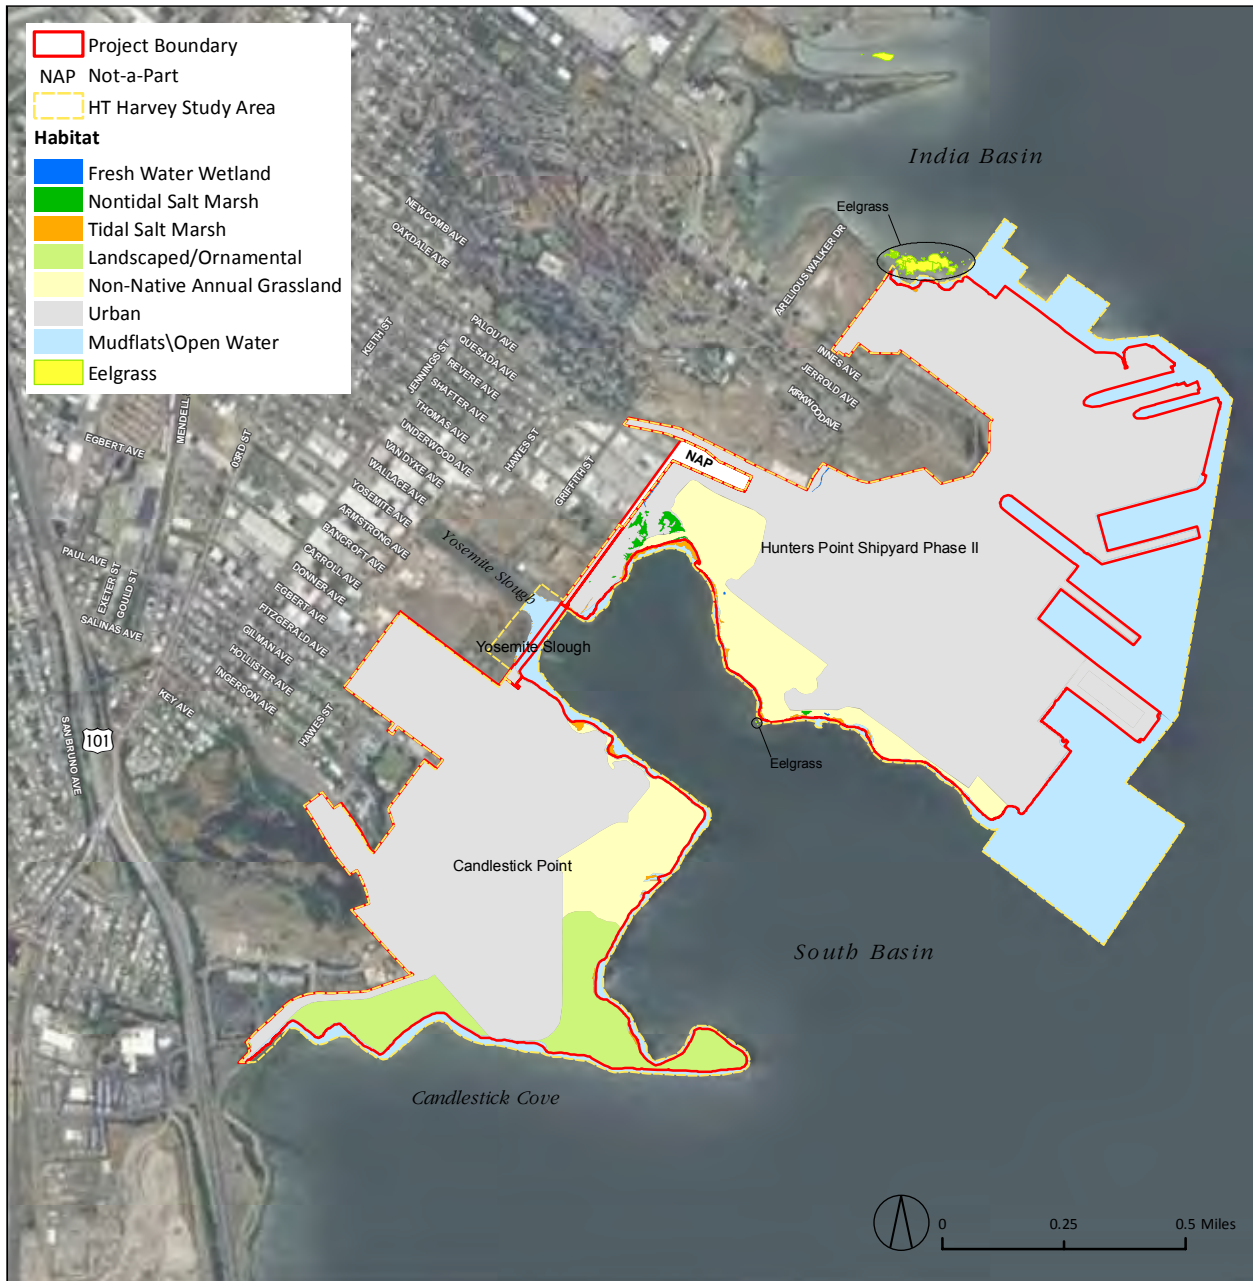 Project Boundary
NAP Not-a-Part
HT Harvey Study Area
Habitat
Fresh Water Wetland
Nontidal Salt Marsh
Tidal Salt Marsh
Landscaped/Ornamental
Non-Native Annual Grassland
Urban
Mudflats\Open Water
Eelgrass
India Basin
Eelgrass
NEWCOMB AVE
OAKDALE AVE
ARELIOUS WALKER DR
KEITH ST
PALOU AVE
QUESADA AVE
JENNINGS ST
REVERE AVE
SHAFTER AVE
THOMAS AVE
UNDERWOOD AVE
HAWES ST
INNES AVE
JERROLD AVE
KIRKWOOD AVE
MENDELL
03RD ST
EGBERT AVE
VAN DYKE AVE
WALLACE AVE
GRIFFITH ST
NAP
YOSEMITE AVE
ARMSTRONG AVE
BANCROFT AVE
CARROLL AVE
DONNER AVE
EGBERT AVE
FITZGERALD AVE
GILMAN AVE
HOLLISTER AVE
INGERSON AVE
PAUL AVE
EXETER ST
GOULD ST
SALINAS AVE
KEY AVE
HAWES ST
SAN BRUNO AVE
101
Yosemite Slough
Yosemite Slough
Hunters Point Shipyard Phase II
Eelgrass
Candlestick Point
South Basin
Candlestick Cove
0 0.25 0.5 Miles